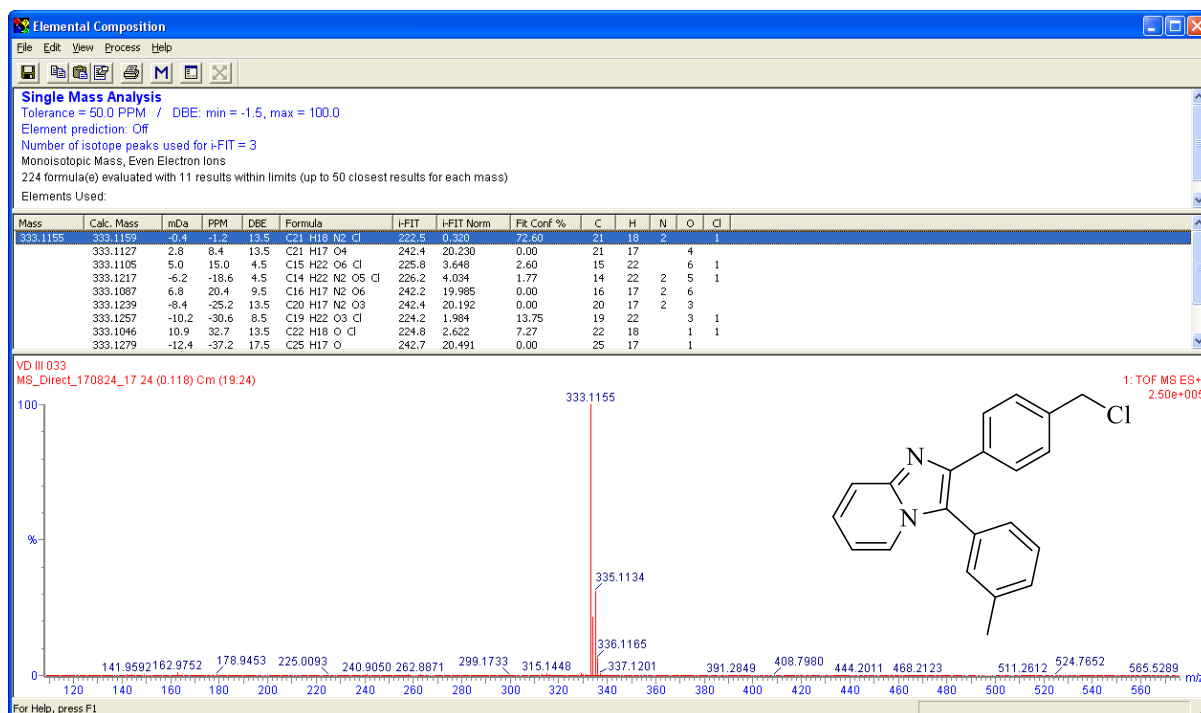 Elemental Composition
File Edit View Process Help
M
Single Mass Analysis
Tolerance = 50.0 PPM / DBE: min = -1.5, max = 100.0
Element prediction: Off
Number of isotope peaks used for i-FIT = 3
Monoisotopic Mass, Even Electron Ions
224 formula(e) evaluated with 11 results within limits (up to 50 closest results for each mass)
Elements Used:
Mass Calc. Mass mDa PPM DBE Formula i-FIT i-FIT Norm Fit Conf % C H N O Cl
333.1155 333.1159 -0.4 -1.2 13.5 C21 H18 N2 Cl 222.5 0.320 72.60 21 18 2 1
333.1127 2.8 8.4 13.5 C21 H17 O4 242.4 20.230 0.00 21 17 4
333.1105 5.0 15.0 4.5 C15 H22 O6 Cl 225.8 3.648 2.60 15 22 6 1
333.1217 -6.2 -18.6 4.5 C14 H22 N2 O5 Cl 226.2 4.034 1.77 14 22 2 5 1
333.1087 6.8 20.4 9.5 C16 H17 N2 O6 242.2 19.985 0.00 16 17 2 6
333.1239 -8.4 -25.2 13.5 C20 H17 N2 O3 242.4 20.192 0.00 20 17 2 3
333.1257 -10.2 -30.6 8.5 C19 H22 O3 Cl 224.2 1.984 13.75 19 22 3 1
333.1046 10.9 32.7 13.5 C22 H18 O Cl 224.8 2.622 7.27 22 18 1 1
333.1279 -12.4 -37.2 17.5 C25 H17 O 242.7 20.491 0.00 25 17 1
VD III 033
MS_Direct_170824_17 24 (0.118) Cm (19:24)
1: TOF MS ES+
2.50e+005
100
333.1155
Cl
N
N
%
335.1134
336.1165
141.9592 162.9752 178.9453 225.0093 240.9050 262.8871 299.1733 315.1448 337.1201 391.2849 408.7980 444.2011 468.2123 511.2612 524.7652 565.5289
0
m/z
120 140 160 180 200 220 240 260 280 300 320 340 360 380 400 420 440 460 480 500 520 540 560
For Help, press F1